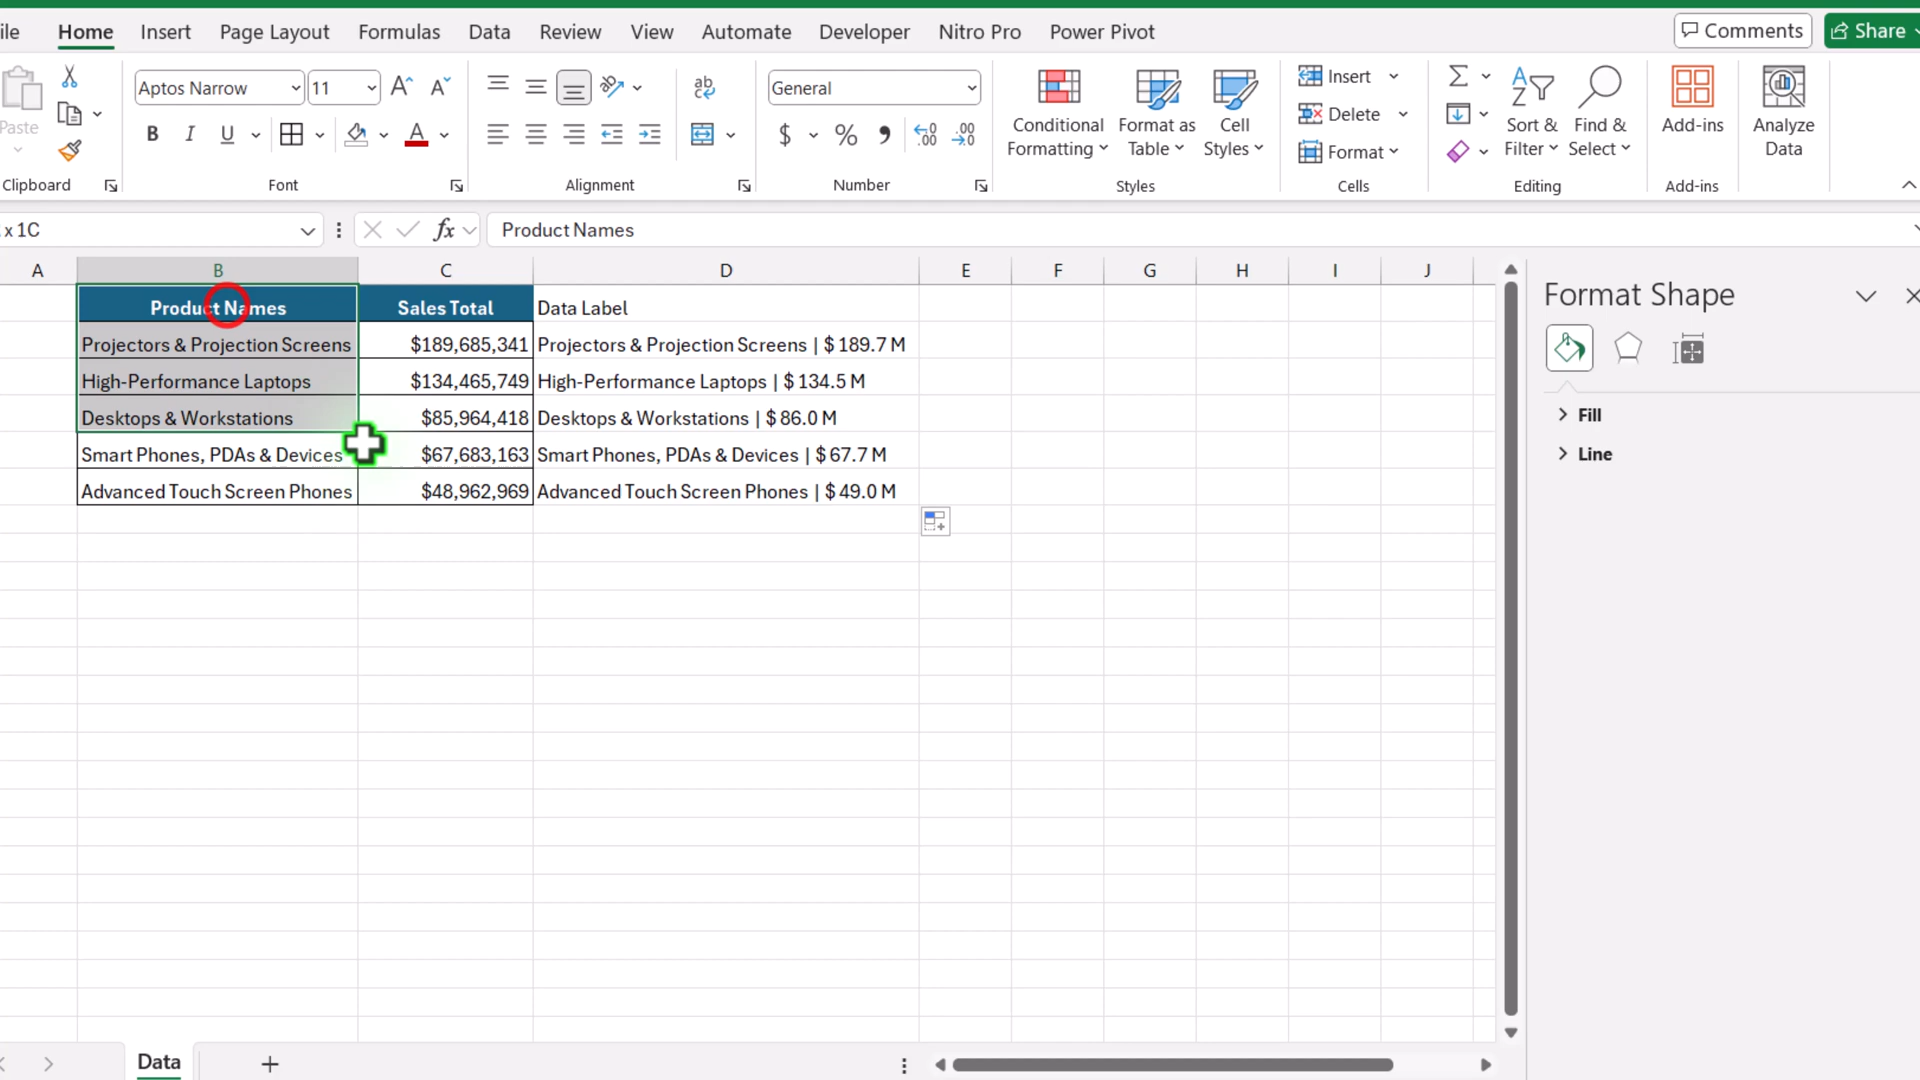 ile Home Insert Page Layout Formulas Data Review View Automate Developer Nitro Pro Power Pivot Comments Share
Paste
Clipboard
Aptos Narrow 11
B I U A
Font
ab
c
Alignment
General
$ % 9 .00 .00
Number
Conditional
Formatting
Format as
Table
Cell
Styles
Styles
Insert
Delete
Format
Cells
Sort &
Filter
Find &
Select
Editing
Add-ins
Add-ins
Analyze
Data
x 1C fx Product Names
A B C D E F G H I J
Product Names Sales Total Data Label
Projectors & Projection Screens $189,685,341 Projectors & Projection Screens | $ 189.7 M
High-Performance Laptops $134,465,749 High-Performance Laptops | $ 134.5 M
Desktops & Workstations $85,964,418 Desktops & Workstations | $ 86.0 M
Smart Phones, PDAs & Devices $67,683,163 Smart Phones, PDAs & Devices | $ 67.7 M
Advanced Touch Screen Phones $48,962,969 Advanced Touch Screen Phones | $ 49.0 M
Format Shape
Fill
Line
Data